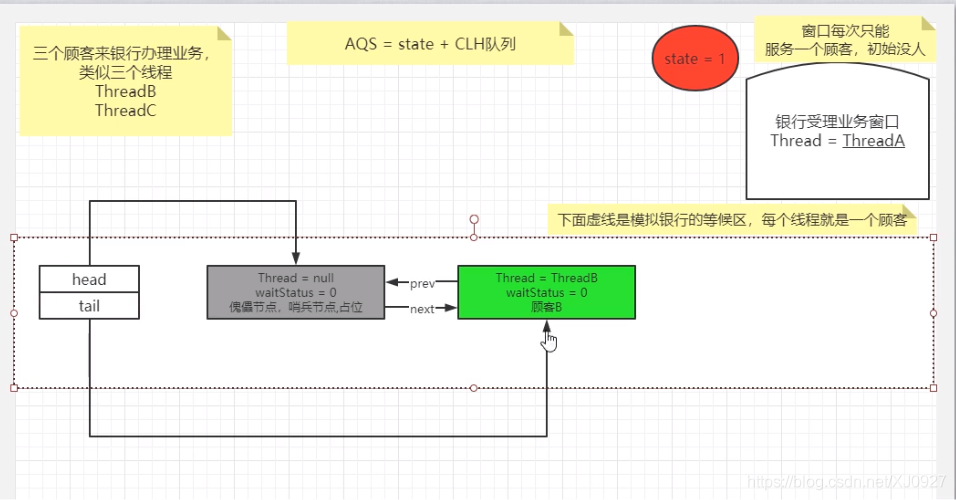 三个顾客来银行办理业务，
类似三个线程
ThreadB
ThreadC
AQS = state + CLH队列
state = 1
窗口每次只能
服务一个顾客，初始没人
银行受理业务窗口
Thread = ThreadA
下面虚线是模拟银行的等候区，每个线程就是一个顾客
head
tail
Thread = null
waitStatus = 0
傀儡节点，哨兵节点,占位
prev
next
Thread = ThreadB
waitStatus = 0
顾客B
https://blog.csdn.net/XJ0927